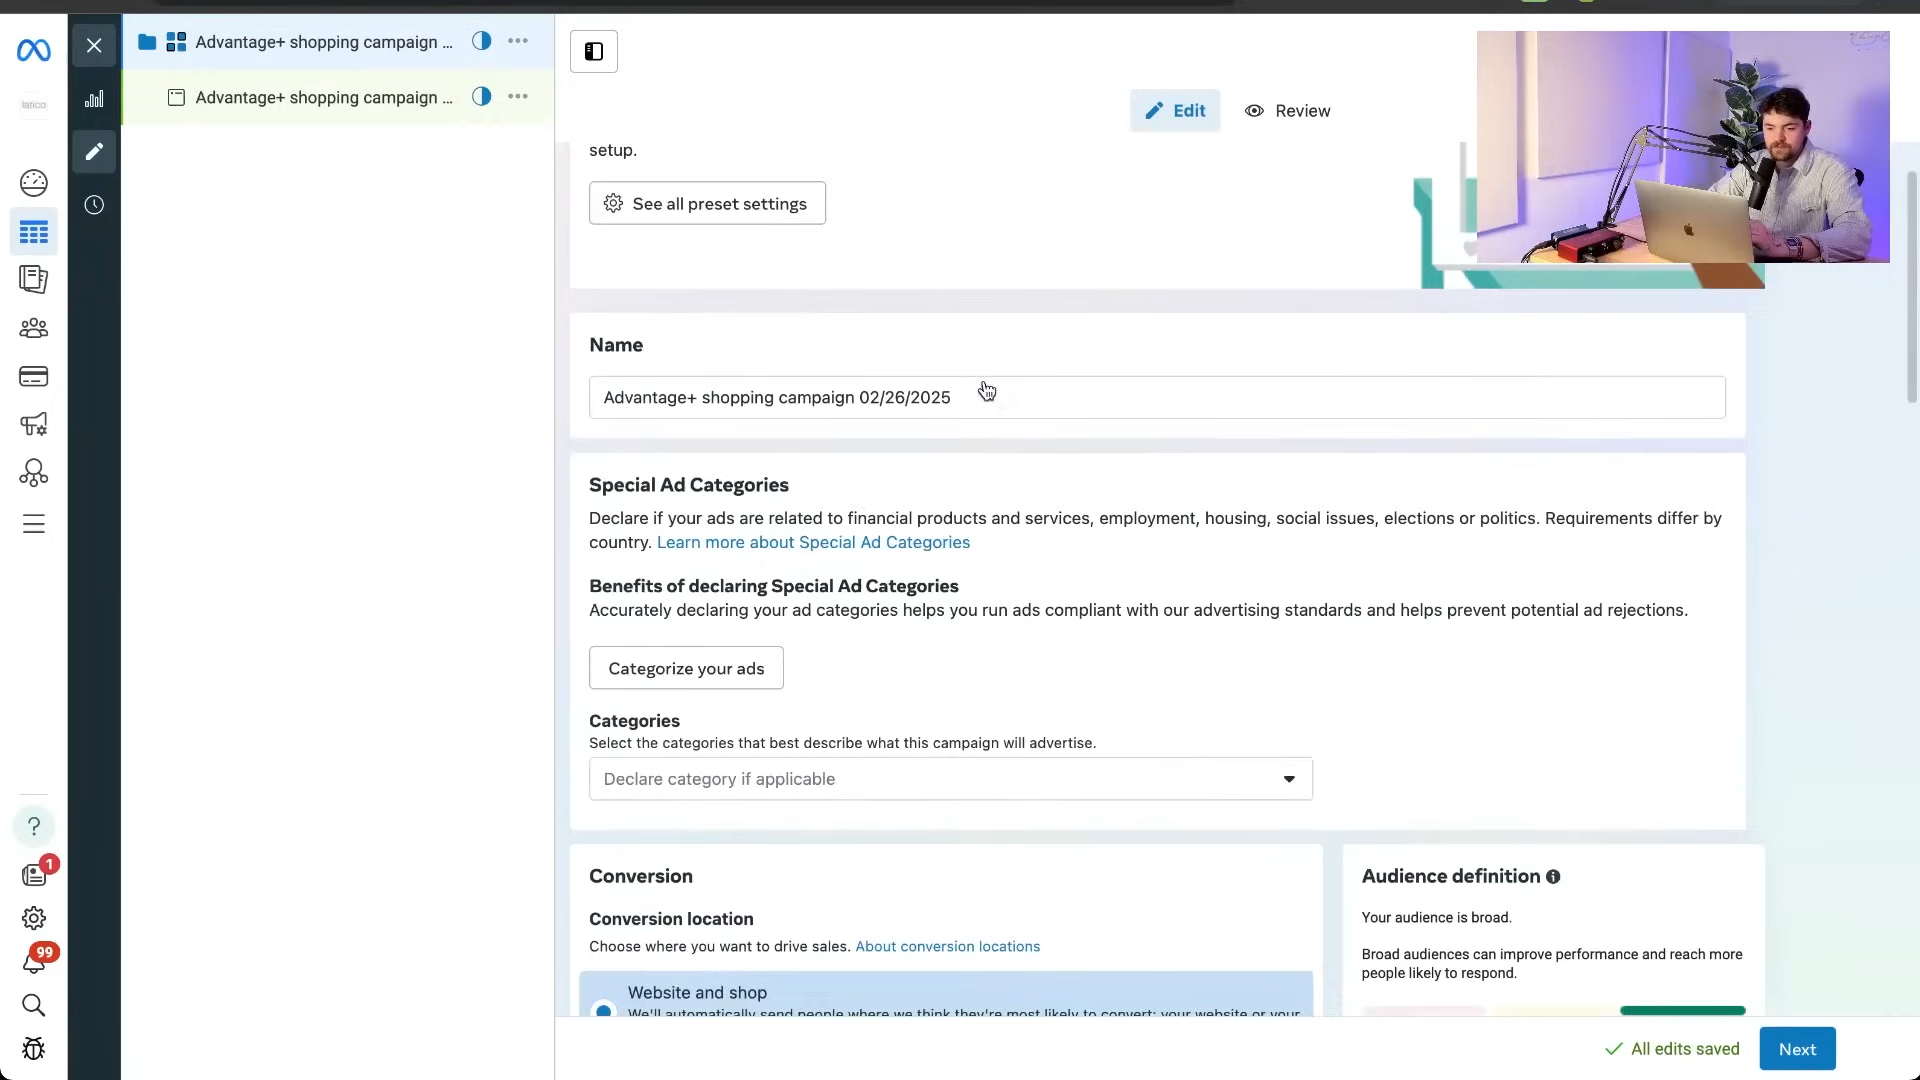 Advantage+ shopping campaign ...
Advantage+ shopping campaign ...
latico
Edit
Review
setup.
See all preset settings
Name
Advantage+ shopping campaign 02/26/2025
Special Ad Categories
Declare if your ads are related to financial products and services, employment, housing, social issues, elections or politics. Requirements differ by
country. Learn more about Special Ad Categories
Benefits of declaring Special Ad Categories
Accurately declaring your ad categories helps you run ads compliant with our advertising standards and helps prevent potential ad rejections.
Categorize your ads
Categories
Select the categories that best describe what this campaign will advertise.
Declare category if applicable
Conversion
Conversion location
Choose where you want to drive sales. About conversion locations
Website and shop
We'll automatically send people where we think they're most likely to convert: your website or your
Audience definition
Your audience is broad.
Broad audiences can improve performance and reach more
people likely to respond.
1
99
All edits saved
Next